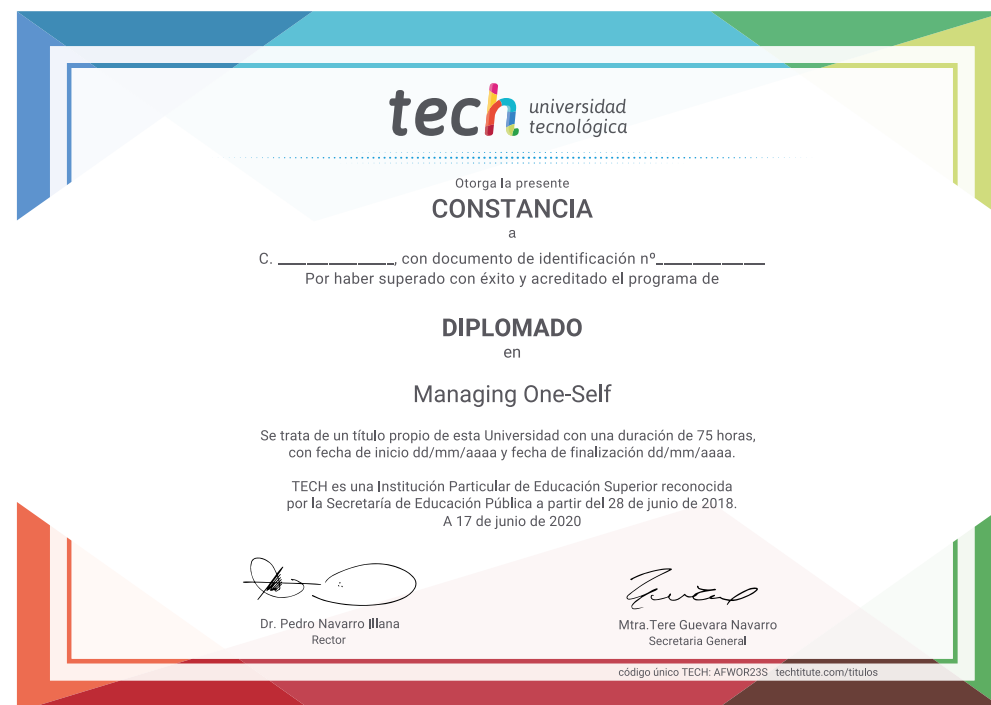 tech universidad
tecnológica
Otorga la presente
CONSTANCIA
a
C. ______________, con documento de identificación nº_____________
Por haber superado con éxito y acreditado el programa de
DIPLOMADO
en
Managing One-Self
Se trata de un título propio de esta Universidad con una duración de 75 horas,
con fecha de inicio dd/mm/aaaa y fecha de finalización dd/mm/aaaa.
TECH es una Institución Particular de Educación Superior reconocida
por la Secretaría de Educación Pública a partir del 28 de junio de 2018.
A 17 de junio de 2020
Dr. Pedro Navarro Illana
Rector
Mtra.Tere Guevara Navarro
Secretaria General
código único TECH: AFWOR23S techtitute.com/titulos